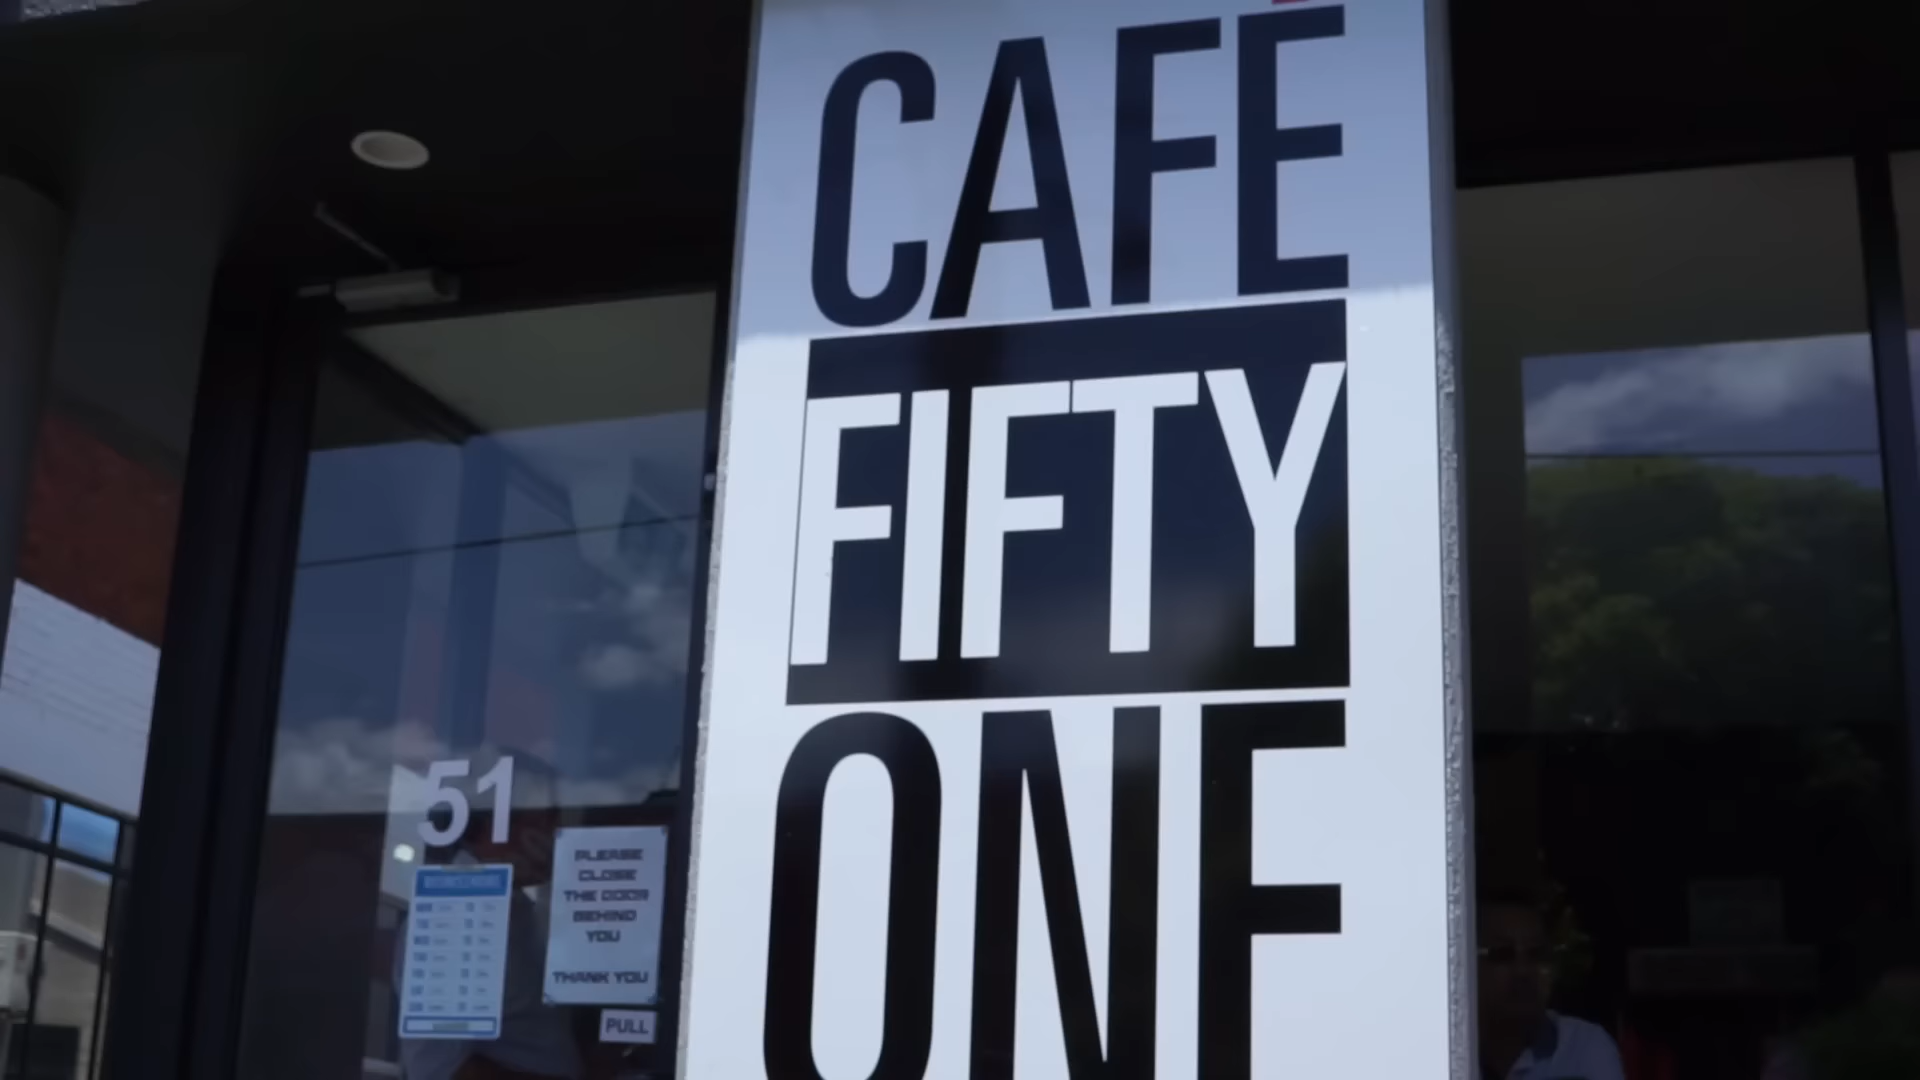 CAFÉ
FIFTY
ONE
51
PLEASE
CLOSE
THE DOOR
BEHIND
YOU
THANK YOU
PULL